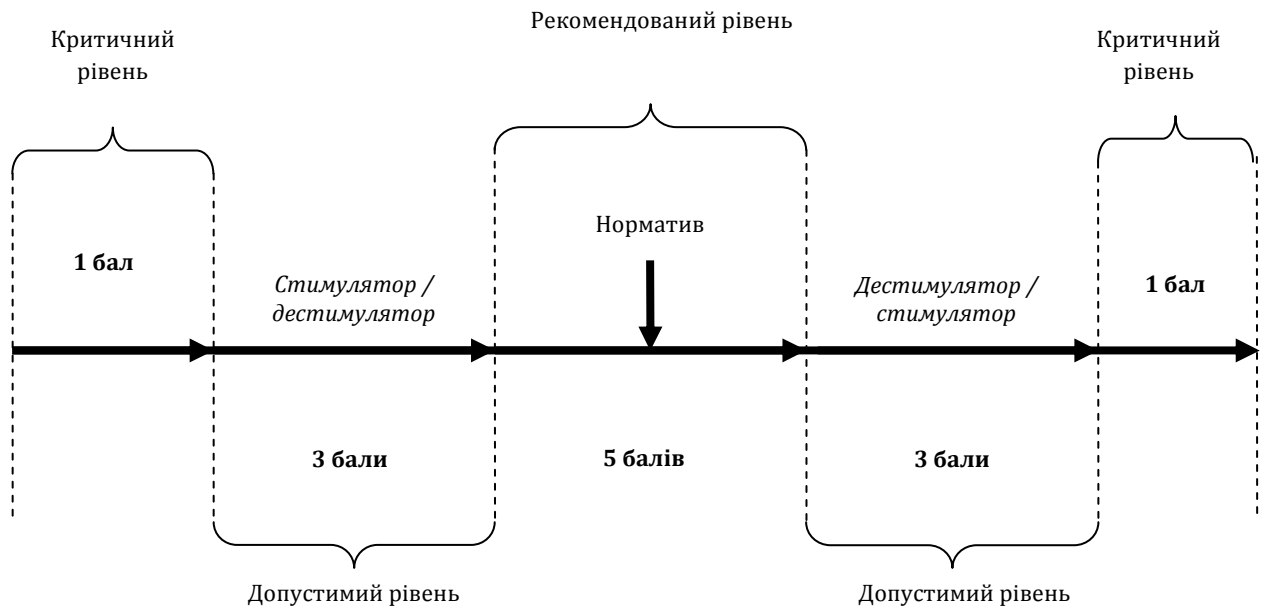 Рекомендований рівень
Критичний
рівень
Критичний
рівень
Норматив
1 бал
Стимулятор /
дестимулятор
Дестимулятор /
стимулятор
1 бал
3 бали
5 балів
3 бали
Допустимий рівень
Допустимий рівень